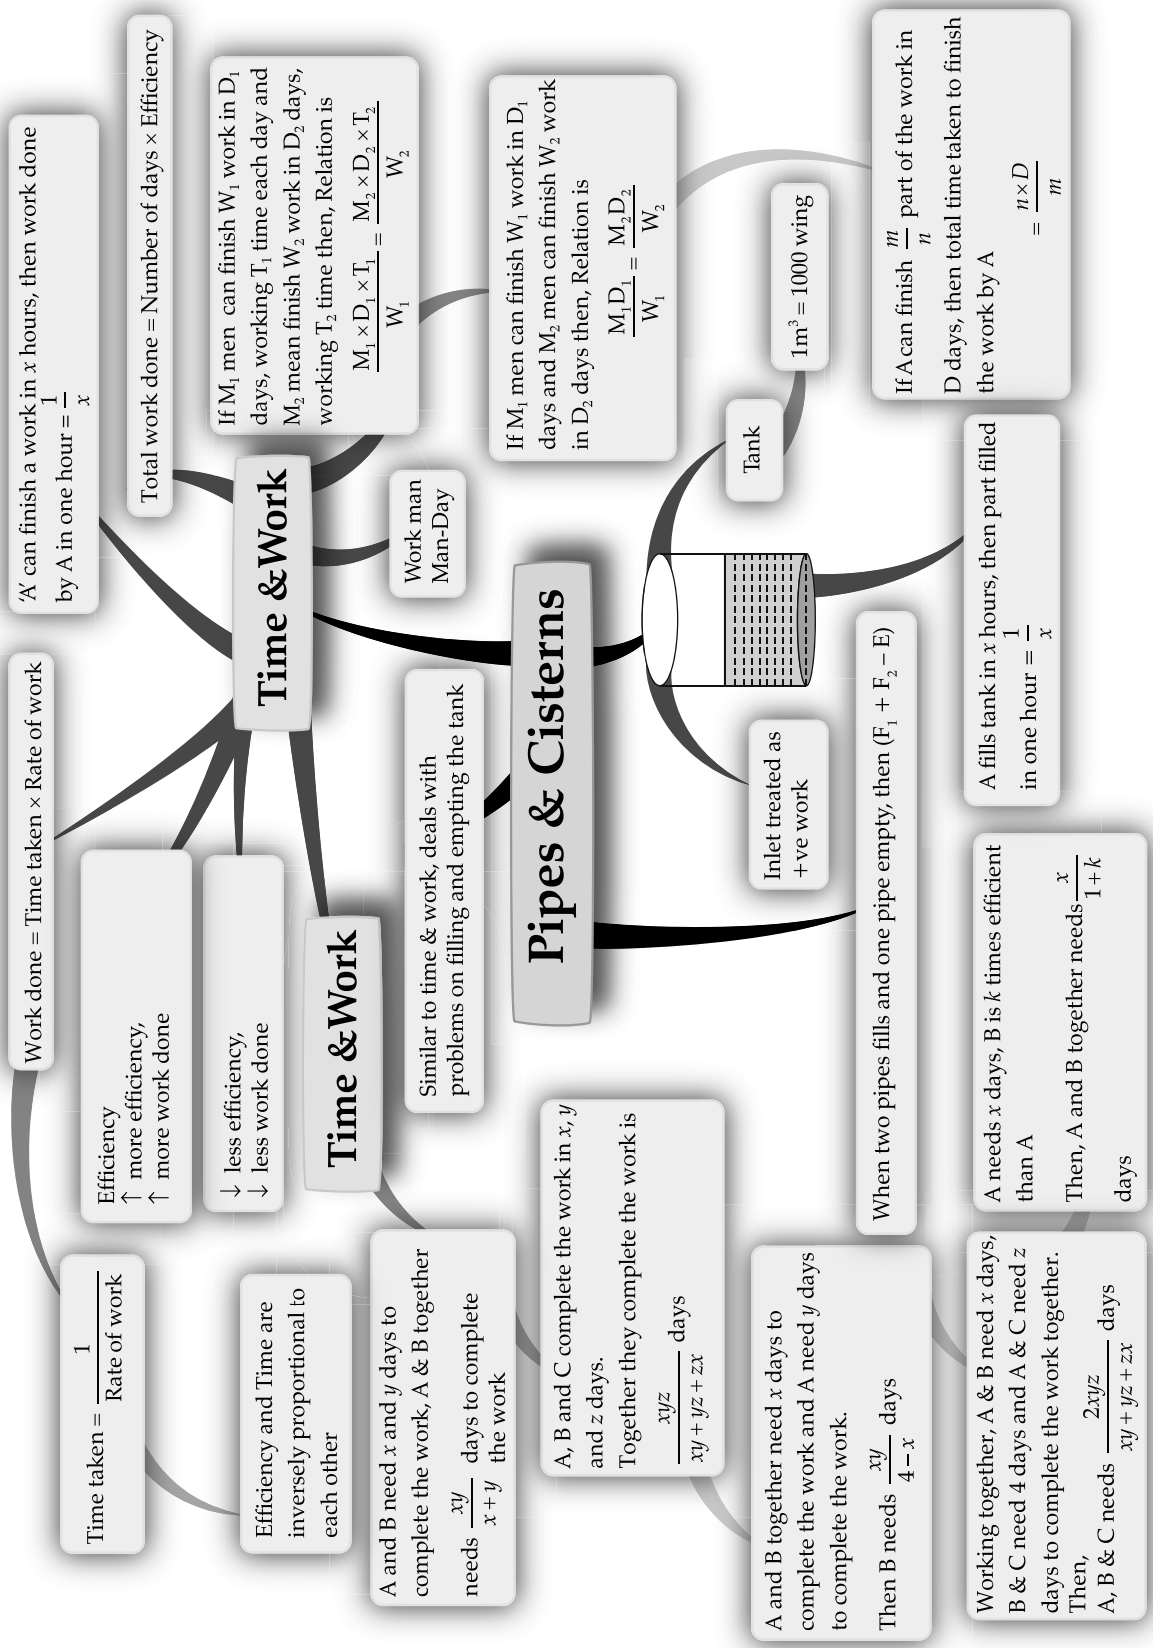 Time taken = 1 / Rate of work
Work done = Time taken × Rate of work
'A' can finish a work in x hours, then work done
by A in one hour = 1 / x
Total work done = Number of days × Efficiency
Efficiency
↑ more efficiency,
↑ more work done
↓ less efficiency,
↓ less work done
Efficiency and Time are
inversely proportional to
each other
Time &Work
If M₁ men can finish W₁ work in D₁
days, working T₁ time each day and
M₂ mean finish W₂ work in D₂ days,
working T₂ time then, Relation is
M₁ × D₁ × T₁ / W₁ = M₂ × D₂ × T₂ / W₂
Time &Work
Work man
Man-Day
A and B need x and y days to
complete the work, A & B together
needs xy / x + y days to complete
the work
Similar to time & work, deals with
problems on filling and empting the tank
If M₁ men can finish W₁ work in D₁
days and M₂ men can finish W₂ work
in D₂ days then, Relation is
M₁D₁ / W₁ = M₂D₂ / W₂
Pipes & Cisterns
A, B and C complete the work in x, y
and z days.
Together they complete the work is
xyz / xy + yz + zx days
Tank
1m³ = 1000 wing
Inlet treated as
+ve work
A and B together need x days to
complete the work and A need y days
to complete the work.
Then B needs xy / 4 − x days
When two pipes fills and one pipe empty, then (F₁ + F₂ − E)
If A can finish m / n part of the work in
D days, then total time taken to finish
the work by A
= n × D / m
A fills tank in x hours, then part filled
in one hour = 1 / x
Working together, A & B need x days,
B & C need 4 days and A & C need z
days to complete the work together.
Then,
A, B & C needs 2xyz / xy + yz + zx days
A needs x days, B is k times efficient
than A
Then, A and B together needs x / 1 + k
days